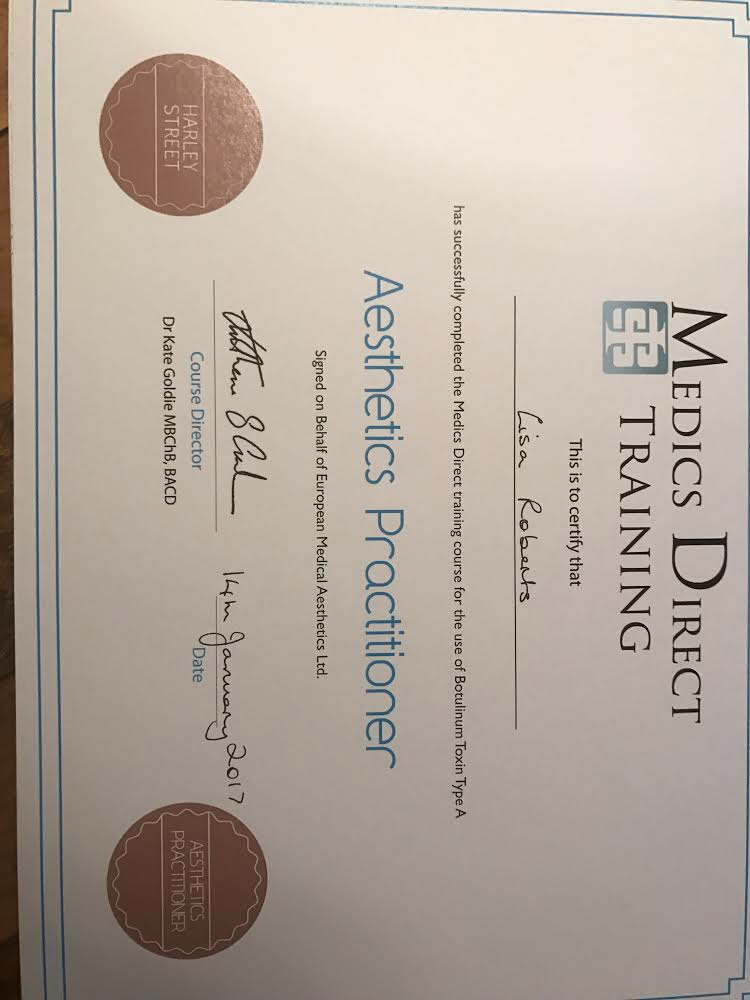 MEDICS DIRECT
TRAINING
This is to certify that
Lisa Roberts
has successfully completed the Medics Direct training course for the use of Botulinum Toxin Type A
Aesthetics Practitioner
Signed on Behalf of European Medical Aesthetics Ltd.
14th January 2017
Course Director
Date
Dr Kate Goldie MBChB, BACD
HARLEY
STREET
AESTHETICS
PRACTITIONER